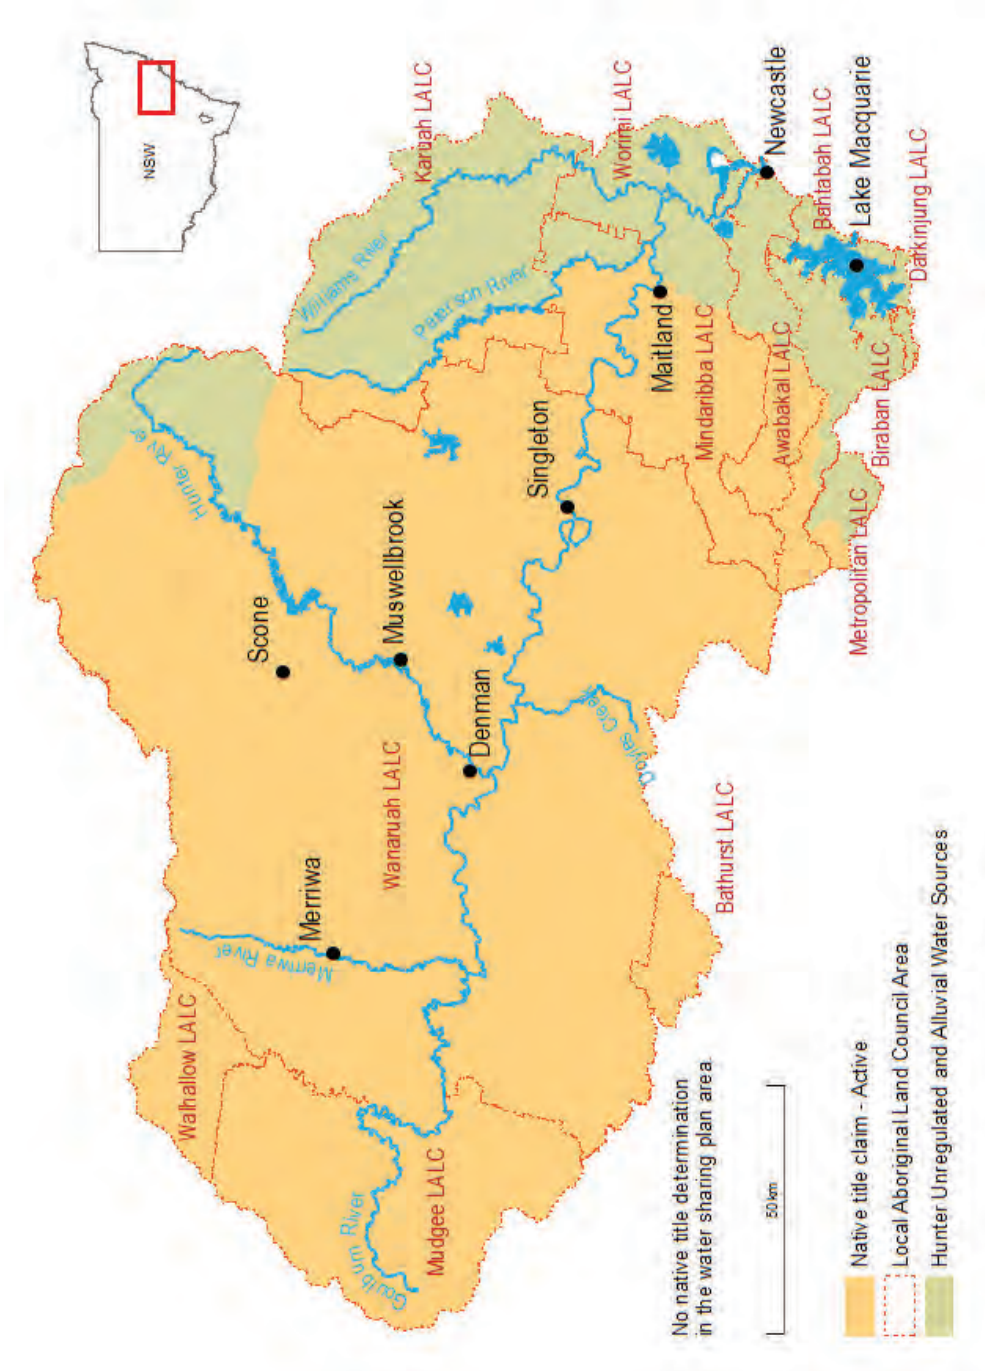 NSW
Karuah LALC
Worimi LALC
Newcastle
Bahtabah LALC
Lake Macquarie
Darkinjung LALC
Williams River
Paterson River
Maitland
Mindaribba LALC
Awabakal LALC
Biraban LALC
Hunter River
Singleton
Metropolitan LALC
Scone
Muswellbrook
Denman
Doyles Creek
Merriwa
Merriwa River
Wanaruah LALC
Bathurst LALC
Walhallow LALC
Goulburn River
Mudgee LALC
No native title determination
in the water sharing plan area.
50 km
Native title claim - Active
Local Aboriginal Land Council Area
Hunter Unregulated and Alluvial Water Sources